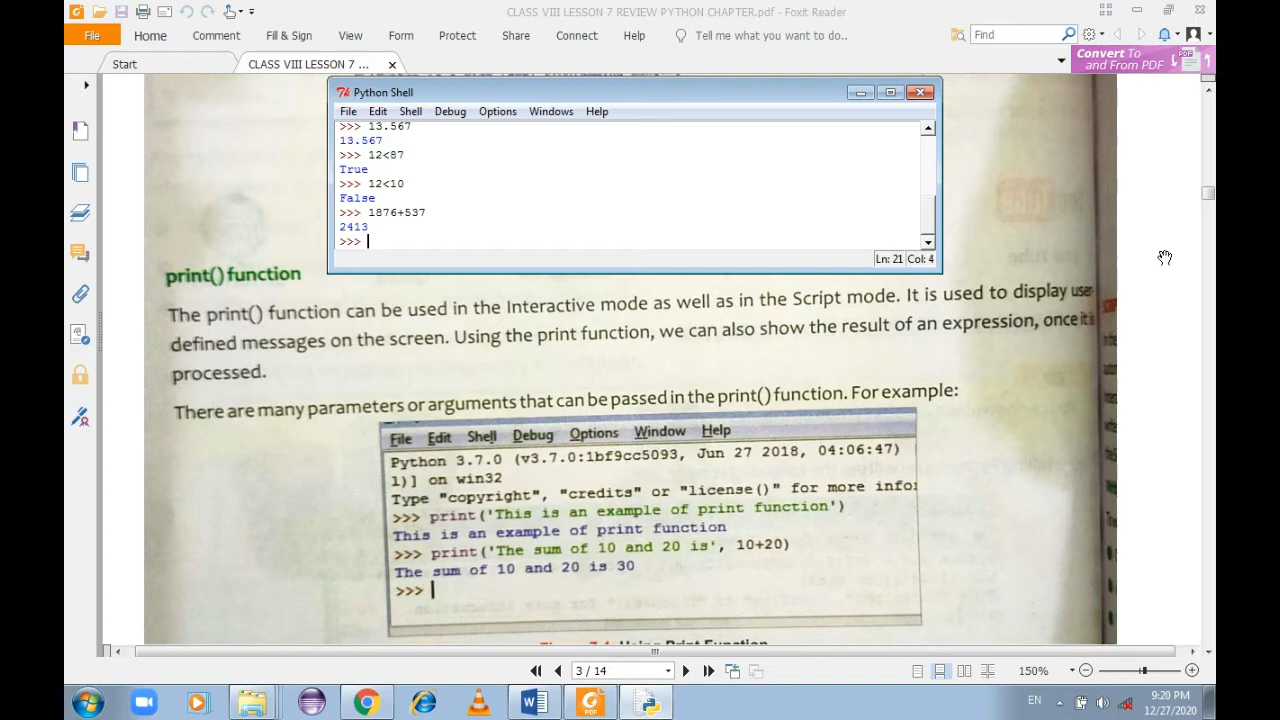 CLASS VIII LESSON 7 REVIEW PYTHON CHAPTER.pdf - Foxit Reader
File Home Comment Fill & Sign View Form Protect Share Connect Help Tell me what you want to do.. Find
Start CLASS VIII LESSON 7 ...
Convert To
and From PDF PDF
Python Shell
File Edit Shell Debug Options Windows Help
>>> 13.567
13.567
>>> 12<87
True
>>> 12<10
False
>>> 1876+537
2413
>>>
Ln: 21 Col: 4
print() function
The print() function can be used in the Interactive mode as well as in the Script mode. It is used to display user
defined messages on the screen. Using the print function, we can also show the result of an expression, once it is
processed.
There are many parameters or arguments that can be passed in the print() function. For example:
File Edit Shell Debug Options Window Help
Python 3.7.0 (v3.7.0:1bf9cc5093, Jun 27 2018, 04:06:47)
1)] on win32
Type "copyright", "credits" or "license()" for more infor
>>> print('This is an example of print function')
This is an example of print function
>>> print('The sum of 10 and 20 is', 10+20)
The sum of 10 and 20 is 30
>>>
Using Print Function
3 / 14 150%
EN 9:20 PM
12/27/2020